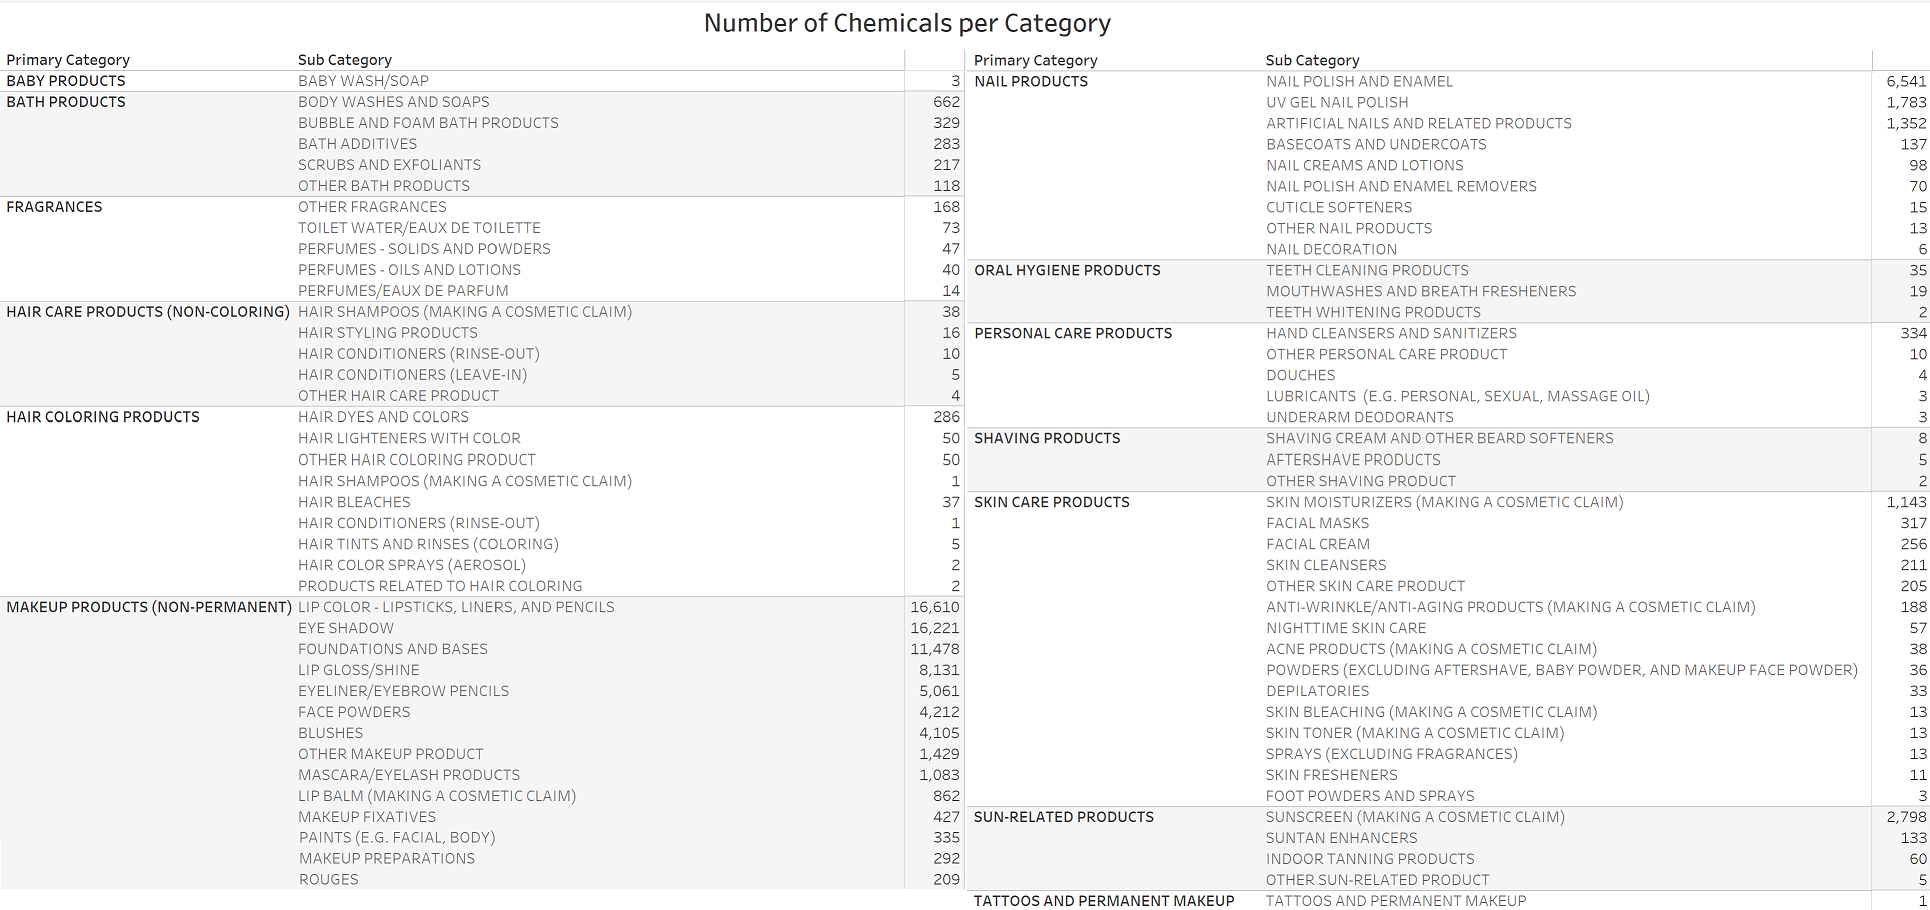 Number of Chemicals per Category
Primary Category Sub Category
BABY PRODUCTS BABY WASH/SOAP 3
BATH PRODUCTS BODY WASHES AND SOAPS 662
BUBBLE AND FOAM BATH PRODUCTS 329
BATH ADDITIVES 283
SCRUBS AND EXFOLIANTS 217
OTHER BATH PRODUCTS 118
FRAGRANCES OTHER FRAGRANCES 168
TOILET WATER/EAUX DE TOILETTE 73
PERFUMES - SOLIDS AND POWDERS 47
PERFUMES - OILS AND LOTIONS 40
PERFUMES/EAUX DE PARFUM 14
HAIR CARE PRODUCTS (NON-COLORING) HAIR SHAMPOOS (MAKING A COSMETIC CLAIM) 38
HAIR STYLING PRODUCTS 16
HAIR CONDITIONERS (RINSE-OUT) 10
HAIR CONDITIONERS (LEAVE-IN) 5
OTHER HAIR CARE PRODUCT 4
HAIR COLORING PRODUCTS HAIR DYES AND COLORS 286
HAIR LIGHTENERS WITH COLOR 50
OTHER HAIR COLORING PRODUCT 50
HAIR SHAMPOOS (MAKING A COSMETIC CLAIM) 1
HAIR BLEACHES 37
HAIR CONDITIONERS (RINSE-OUT) 1
HAIR TINTS AND RINSES (COLORING) 5
HAIR COLOR SPRAYS (AEROSOL) 2
PRODUCTS RELATED TO HAIR COLORING 2
MAKEUP PRODUCTS (NON-PERMANENT) LIP COLOR - LIPSTICKS, LINERS, AND PENCILS 16,610
EYE SHADOW 16,221
FOUNDATIONS AND BASES 11,478
LIP GLOSS/SHINE 8,131
EYELINER/EYEBROW PENCILS 5,061
FACE POWDERS 4,212
BLUSHES 4,105
OTHER MAKEUP PRODUCT 1,429
MASCARA/EYELASH PRODUCTS 1,083
LIP BALM (MAKING A COSMETIC CLAIM) 862
MAKEUP FIXATIVES 427
PAINTS (E.G. FACIAL, BODY) 335
MAKEUP PREPARATIONS 292
ROUGES 209
Primary Category Sub Category
NAIL PRODUCTS NAIL POLISH AND ENAMEL 6,541
UV GEL NAIL POLISH 1,783
ARTIFICIAL NAILS AND RELATED PRODUCTS 1,352
BASECOATS AND UNDERCOATS 137
NAIL CREAMS AND LOTIONS 98
NAIL POLISH AND ENAMEL REMOVERS 70
CUTICLE SOFTENERS 15
OTHER NAIL PRODUCTS 13
NAIL DECORATION 6
ORAL HYGIENE PRODUCTS TEETH CLEANING PRODUCTS 35
MOUTHWASHES AND BREATH FRESHENERS 19
TEETH WHITENING PRODUCTS 2
PERSONAL CARE PRODUCTS HAND CLEANSERS AND SANITIZERS 334
OTHER PERSONAL CARE PRODUCT 10
DOUCHES 4
LUBRICANTS (E.G. PERSONAL, SEXUAL, MASSAGE OIL) 3
UNDERARM DEODORANTS 3
SHAVING PRODUCTS SHAVING CREAM AND OTHER BEARD SOFTENERS 8
AFTERSHAVE PRODUCTS 5
OTHER SHAVING PRODUCT 2
SKIN CARE PRODUCTS SKIN MOISTURIZERS (MAKING A COSMETIC CLAIM) 1,143
FACIAL MASKS 317
FACIAL CREAM 256
SKIN CLEANSERS 211
OTHER SKIN CARE PRODUCT 205
ANTI-WRINKLE/ANTI-AGING PRODUCTS (MAKING A COSMETIC CLAIM) 188
NIGHTTIME SKIN CARE 57
ACNE PRODUCTS (MAKING A COSMETIC CLAIM) 38
POWDERS (EXCLUDING AFTERSHAVE, BABY POWDER, AND MAKEUP FACE POWDER) 36
DEPILATORIES 33
SKIN BLEACHING (MAKING A COSMETIC CLAIM) 13
SKIN TONER (MAKING A COSMETIC CLAIM) 13
SPRAYS (EXCLUDING FRAGRANCES) 13
SKIN FRESHENERS 11
FOOT POWDERS AND SPRAYS 3
SUN-RELATED PRODUCTS SUNSCREEN (MAKING A COSMETIC CLAIM) 2,798
SUNTAN ENHANCERS 133
INDOOR TANNING PRODUCTS 60
OTHER SUN-RELATED PRODUCT 5
TATTOOS AND PERMANENT MAKEUP TATTOOS AND PERMANENT MAKEUP 1